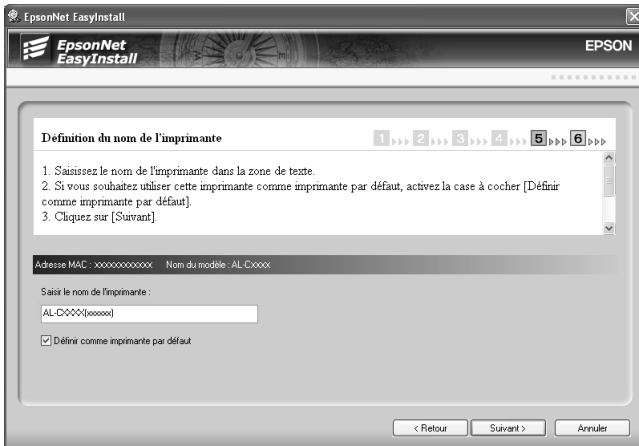 EpsonNet EasyInstall
EpsonNet
EasyInstall
EPSON
Définition du nom de l'imprimante
1 2 3 4 5 6
1. Saisissez le nom de l'imprimante dans la zone de texte.
2. Si vous souhaitez utiliser cette imprimante comme imprimante par défaut, activez la case à cocher [Définir
comme imprimante par défaut].
3. Cliquez sur [Suivant].
Adresse MAC : xxxxxxxxxxxx Nom du modèle : AL-Cxxxx
Saisir le nom de l'imprimante :
AL-CXXXX(xxxxxx)
Définir comme imprimante par défaut
< Retour Suivant > Annuler